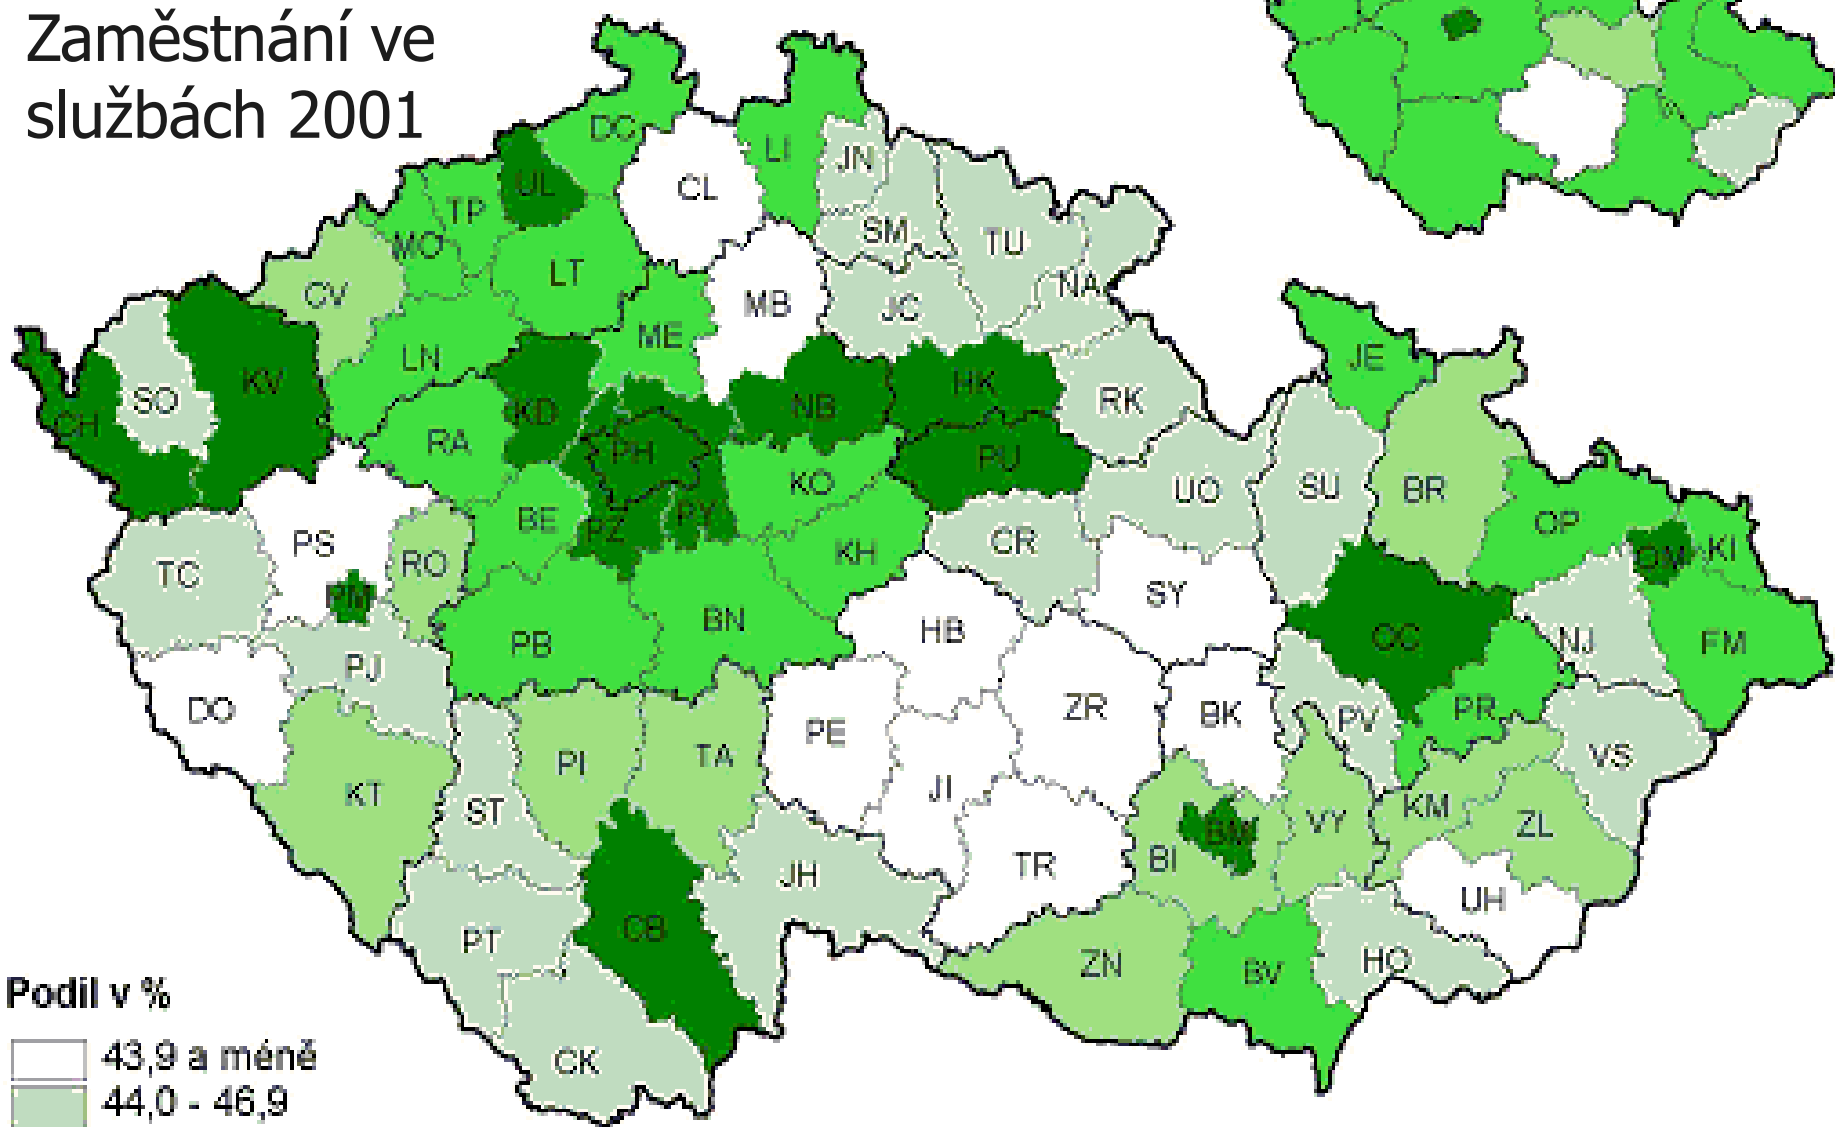 Zaměstnání ve
službách 2001
DC
LI
JN
UL
CL
TP
MO
SM
TU
LT
CV
NA
MB
JC
ME
LN
JE
KV
SO
HK
RK
KD
NB
CH
RA
PH
PU
KO
UO
SU
BR
BE
PZ
PY
OP
PS
CR
KH
OM
KI
RO
TC
SY
PM
BN
HB
OC
NJ
FM
PB
PJ
DO
ZR
BK
PV
PR
PE
TA
VS
PI
KT
JI
ST
KM
VY
ZL
BM
BI
TR
JH
UH
CB
PT
ZN
BV
HO
Podíl v %
CK
43,9 a méně
44,0 - 46,9